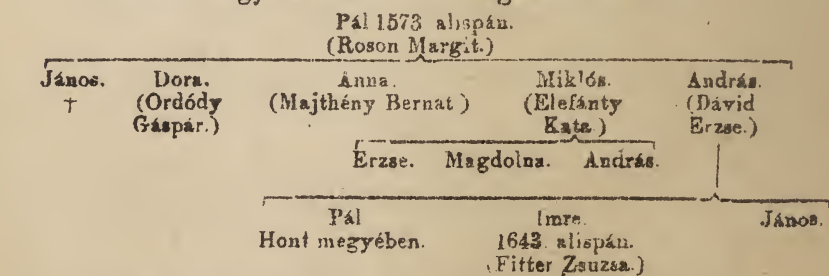 Pál 1573 alispán.
(Roson Margit.)
János. Dora. Anna. Miklós. András.
† (Ordódy (Majthény Bernat) (Elefánty (Dávid
Gáspár.) Kata.) Erzse.)
Erzse. Magdolna. András.
Pál Imre. János.
Hont megyében. 1643. alispán.
(Fitter Zsuzsa.)